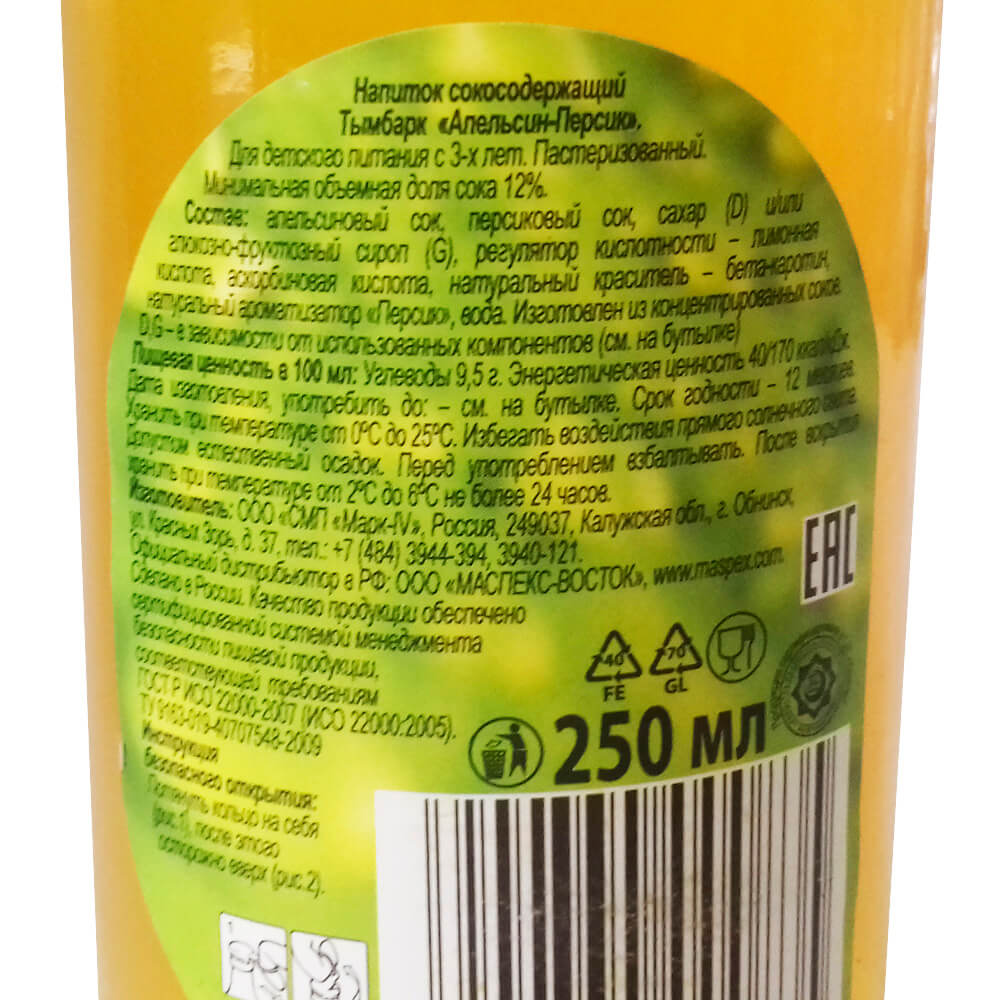 Напиток сокосодержащий
Тымбарк «Апельсин-Персик».
Для детского питания с 3-х лет. Пастеризованный.
Минимальная объемная доля сока 12%.
Состав: апельсиновый сок, персиковый сок, сахар (D) и/или
глюкозно-фруктозный сироп (G), регулятор кислотности – лимонная
кислота, аскорбиновая кислота, натуральный краситель – бета-каротин,
натуральный ароматизатор «Персик», вода. Изготовлен из концентрированных соков.
D,G – в зависимости от использованных компонентов (см. на бутылке)
Пищевая ценность в 100 мл: Углеводы 9,5 г. Энергетическая ценность 40/170 ккал/кДж.
Дата изготовления, употребить до: – см. на бутылке. Срок годности – 12 месяцев.
Хранить при температуре от 0°С до 25°С. Избегать воздействия прямого солнечного света.
Допустом естественный осадок. Перед употреблением взбалтывать. После вскрытия
хранить при температуре от 2°С до 6°С не более 24 часов.
Изготовитель: ООО «СМП «Марк-IV», Россия, 249037, Калужская обл., г. Обнинск,
ул. Красных Зорь, д. 37, тел.: +7 (484) 3944-394, 3940-121.
Официальный дистрибьютор в РФ: ООО «МАСПЕКС-ВОСТОК», www.maspex.com.
Сделано в России. Качество продукции обеспечено
сертифицированной системой менеджмента
безопасности пищевой продукции,
соответствующей требованиям
ГОСТ Р ИСО 22000-2007 (ИСО 22000:2005).
ТУ 9163-019-40707548-2009
EAC
40
FE
70
GL
250 мл
Инструкция
безопасного открытия:
Потянуть кольцо на себя
(рис.1), после этого
осторожно вверх (рис.2).
1